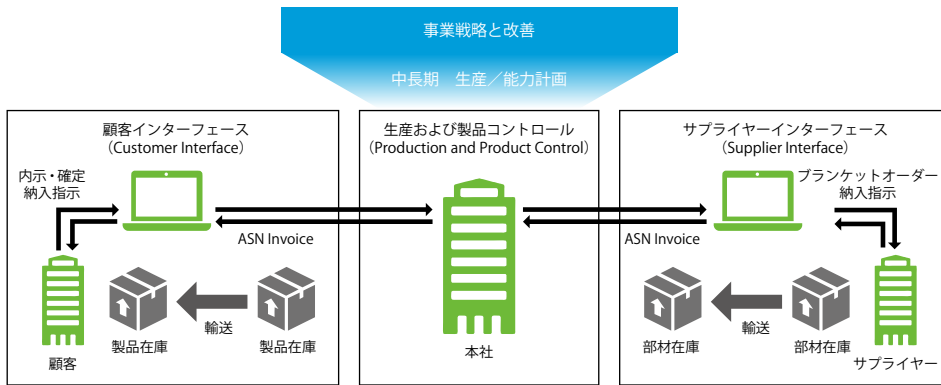 事業戦略と改善
中長期　生産／能力計画
顧客インターフェース
（Customer Interface）
内示・確定
納入指示
ASN Invoice
輸送
顧客
製品在庫
製品在庫
生産および製品コントロール
（Production and Product Control）
本社
サプライヤーインターフェース
（Supplier Interface）
ブランケットオーダー
納入指示
ASN Invoice
輸送
部材在庫
部材在庫
サプライヤー